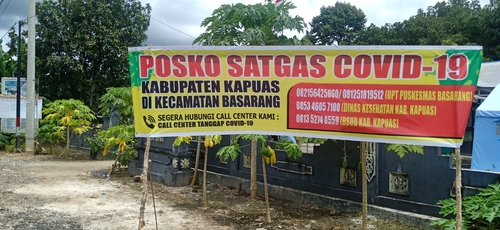 POSKO SATGAS COVID-19
KABUPATEN KAPUAS
DI KECAMATAN BASARANG
SEGERA HUBUNGI CALL CENTER KAMI :
CALL CENTER TANGGAP COVID-19
082156425060/ 081251819512 (UPT PUSKESMAS BASARANG)
0853 4605 7100 (DINAS KESEHATAN KAB. KAPUAS)
0813 5274 6559 (RSUD KAB. KAPUAS)